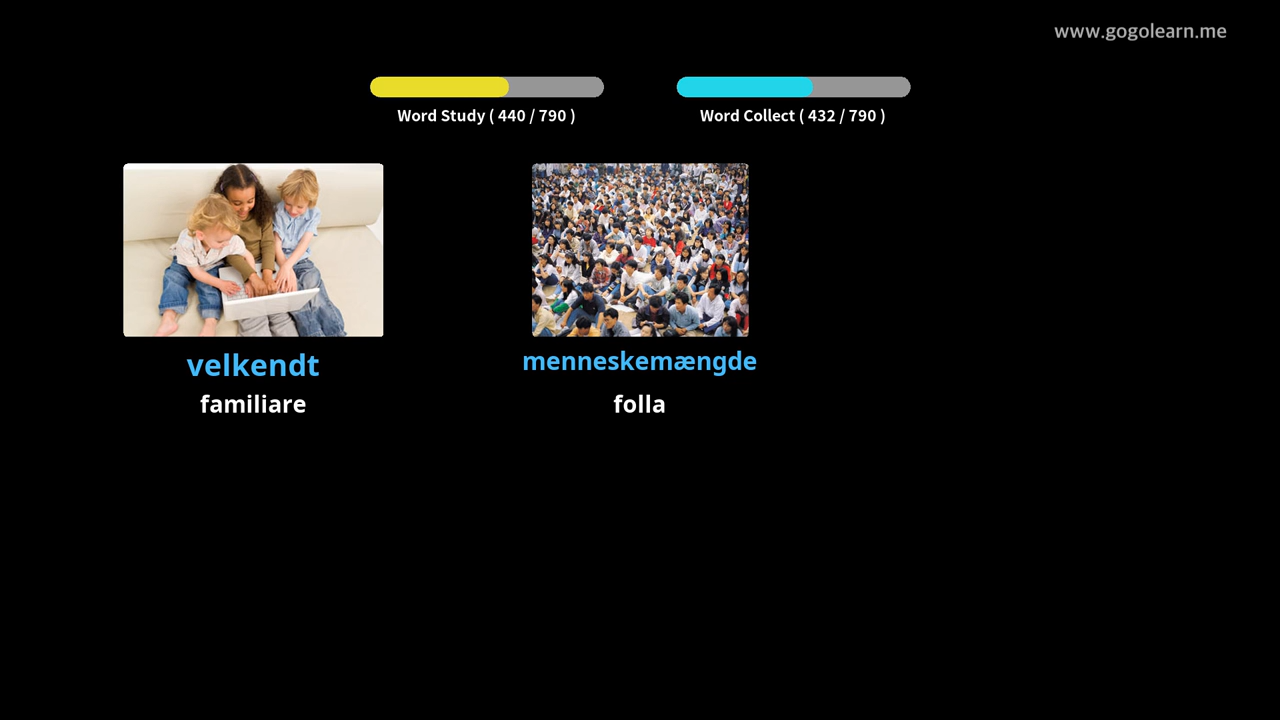 www.gogolearn.me
Word Study ( 440 / 790 )
Word Collect ( 432 / 790 )
velkendt
familiare
menneskemængde
folla